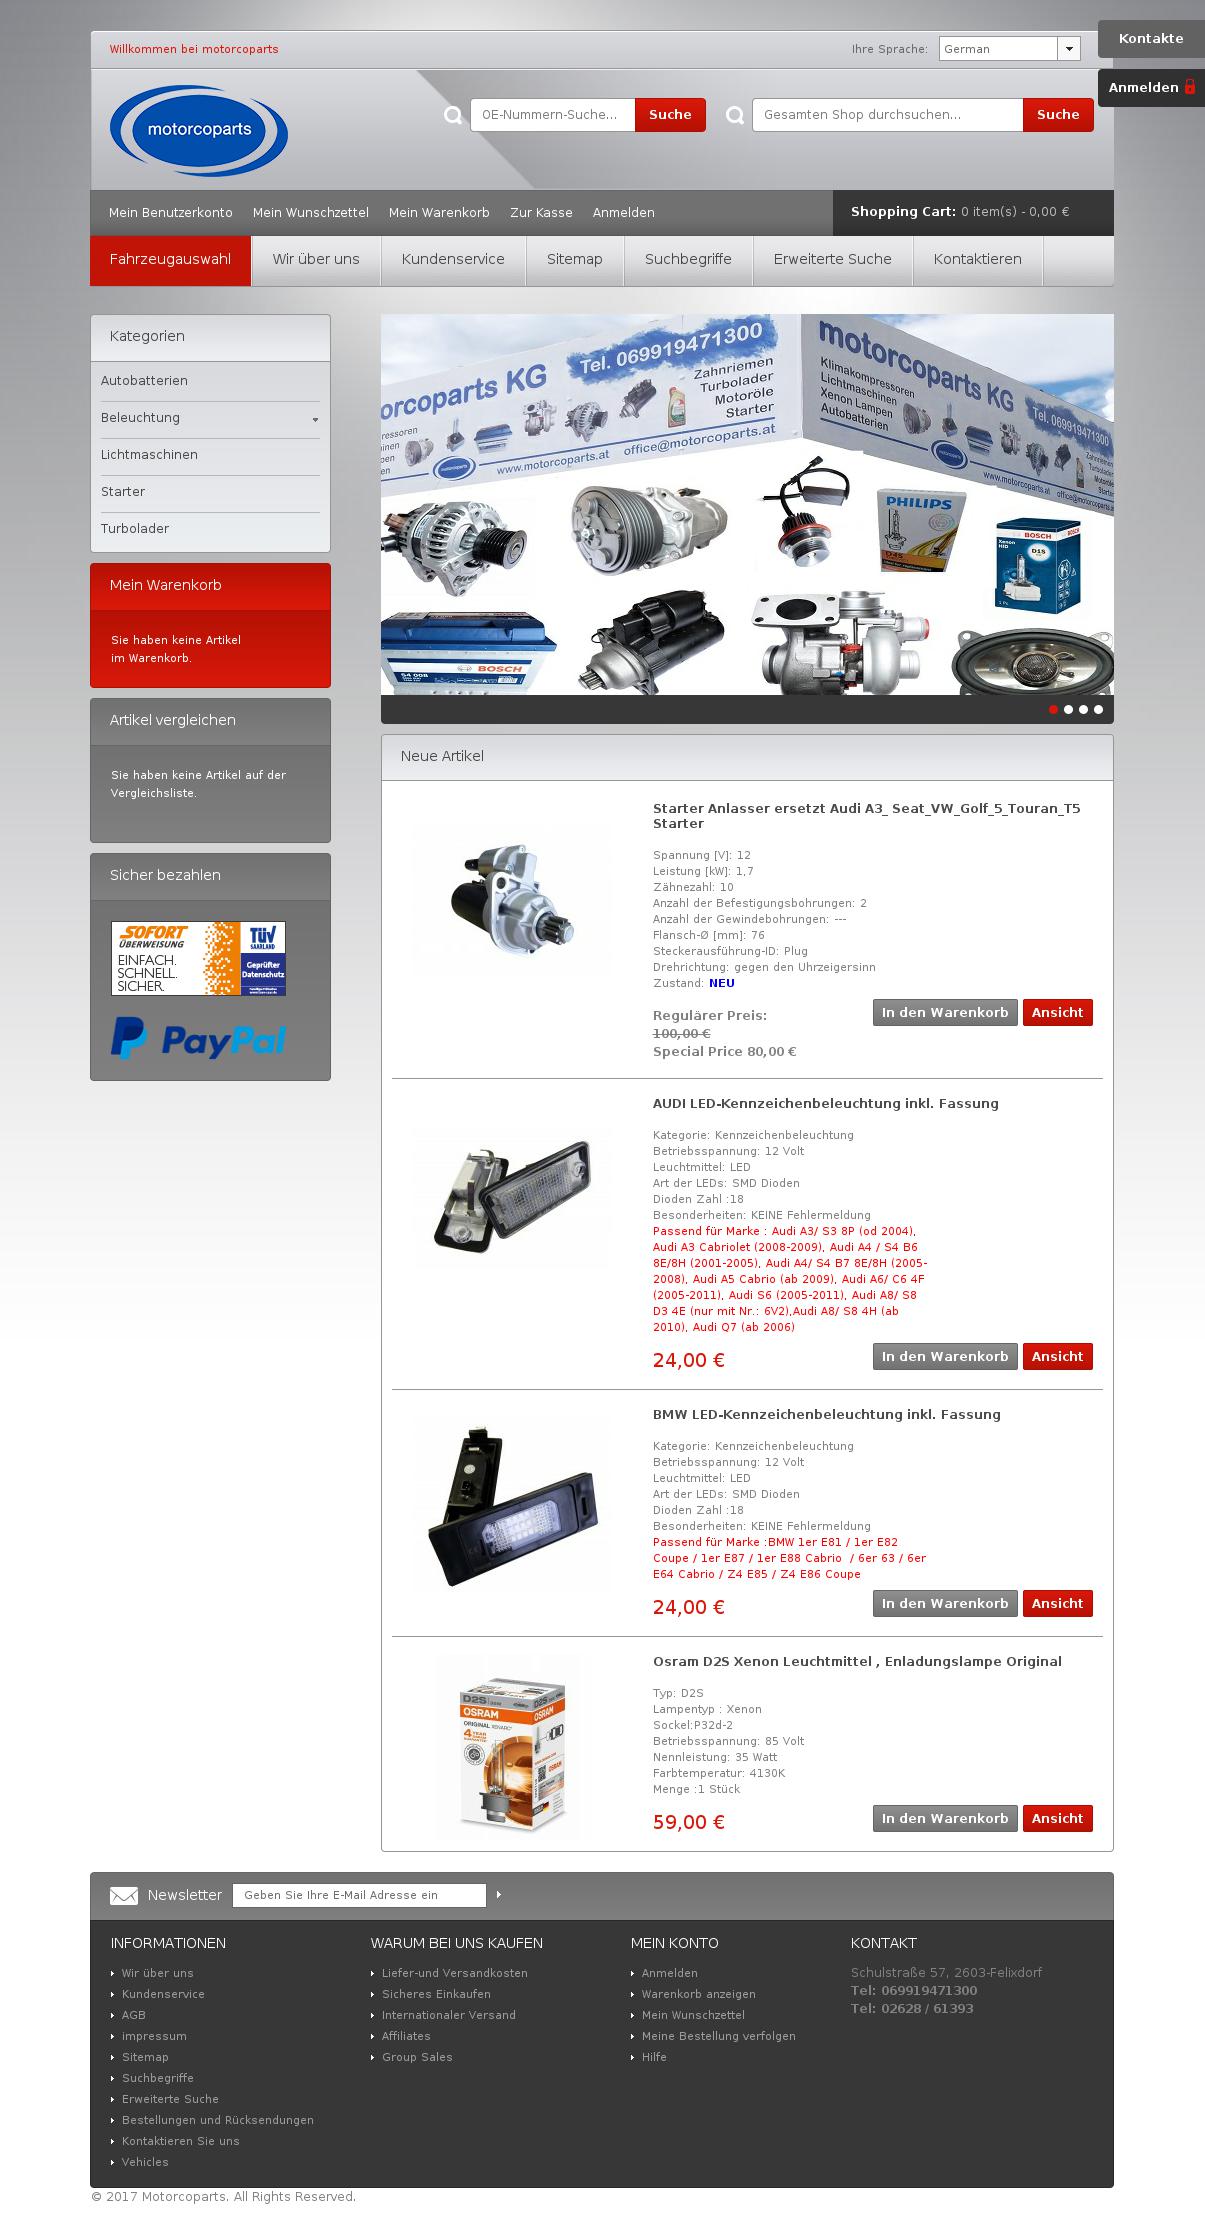 Willkommen bei motorcoparts
Ihre Sprache: German
Kontakte
Anmelden
motorcoparts
OE-Nummern-Suche...
Suche
Gesamten Shop durchsuchen...
Suche
Mein Benutzerkonto Mein Wunschzettel Mein Warenkorb Zur Kasse Anmelden
Shopping Cart: 0 item(s) - 0,00 €
Fahrzeugauswahl Wir über uns Kundenservice Sitemap Suchbegriffe Erweiterte Suche Kontaktieren
Kategorien
Autobatterien
Beleuchtung
Lichtmaschinen
Starter
Turbolader
Mein Warenkorb
Sie haben keine Artikel
im Warenkorb.
Artikel vergleichen
Sie haben keine Artikel auf der
Vergleichsliste.
Sicher bezahlen
SOFORT
ÜBERWEISUNG
EINFACH.
SCHNELL.
SICHER.
TÜV
SAARLAND
Geprüfter
Datenschutz
PayPal
orcoparts KG
Tel. 069919471300
Zahnriemen
Turbolader
Motoröle
Starter
www.motorcoparts.at office@motorcoparts.at
motorcoparts KG
Klimakompressoren
Lichtmaschinen
Xenon Lampen
Autobatterien
Tel. 069919471300
www.motorcoparts.at
PHILIPS
BOSCH
Xenon
HID
D1S
BOSCH
S4 008
Neue Artikel
Starter Anlasser ersetzt Audi A3_ Seat_VW_Golf_5_Touran_T5
Starter
Spannung [V]: 12
Leistung [kW]: 1,7
Zähnezahl: 10
Anzahl der Befestigungsbohrungen: 2
Anzahl der Gewindebohrungen: ---
Flansch-Ø [mm]: 76
Steckerausführung-ID: Plug
Drehrichtung: gegen den Uhrzeigersinn
Zustand: NEU
Regulärer Preis:
100,00 €
Special Price 80,00 €
In den Warenkorb Ansicht
AUDI LED-Kennzeichenbeleuchtung inkl. Fassung
Kategorie: Kennzeichenbeleuchtung
Betriebsspannung: 12 Volt
Leuchtmittel: LED
Art der LEDs: SMD Dioden
Dioden Zahl :18
Besonderheiten: KEINE Fehlermeldung
Passend für Marke : Audi A3/ S3 8P (od 2004),
Audi A3 Cabriolet (2008-2009), Audi A4 / S4 B6
8E/8H (2001-2005), Audi A4/ S4 B7 8E/8H (2005-
2008), Audi A5 Cabrio (ab 2009), Audi A6/ C6 4F
(2005-2011), Audi S6 (2005-2011), Audi A8/ S8
D3 4E (nur mit Nr.: 6V2),Audi A8/ S8 4H (ab
2010), Audi Q7 (ab 2006)
24,00 €
In den Warenkorb Ansicht
BMW LED-Kennzeichenbeleuchtung inkl. Fassung
Kategorie: Kennzeichenbeleuchtung
Betriebsspannung: 12 Volt
Leuchtmittel: LED
Art der LEDs: SMD Dioden
Dioden Zahl :18
Besonderheiten: KEINE Fehlermeldung
Passend für Marke :BMW 1er E81 / 1er E82
Coupe / 1er E87 / 1er E88 Cabrio / 6er 63 / 6er
E64 Cabrio / Z4 E85 / Z4 E86 Coupe
24,00 €
In den Warenkorb Ansicht
D2S
OSRAM
ORIGINAL XENARC
Osram D2S Xenon Leuchtmittel , Enladungslampe Original
Typ: D2S
Lampentyp : Xenon
Sockel:P32d-2
Betriebsspannung: 85 Volt
Nennleistung: 35 Watt
Farbtemperatur: 4130K
Menge :1 Stück
59,00 €
In den Warenkorb Ansicht
Newsletter Geben Sie Ihre E-Mail Adresse ein
INFORMATIONEN
Wir über uns
Kundenservice
AGB
impressum
Sitemap
Suchbegriffe
Erweiterte Suche
Bestellungen und Rücksendungen
Kontaktieren Sie uns
Vehicles
WARUM BEI UNS KAUFEN
Liefer-und Versandkosten
Sicheres Einkaufen
Internationaler Versand
Affiliates
Group Sales
MEIN KONTO
Anmelden
Warenkorb anzeigen
Mein Wunschzettel
Meine Bestellung verfolgen
Hilfe
KONTAKT
Schulstraße 57, 2603-Felixdorf
Tel: 069919471300
Tel: 02628 / 61393
© 2017 Motorcoparts. All Rights Reserved.